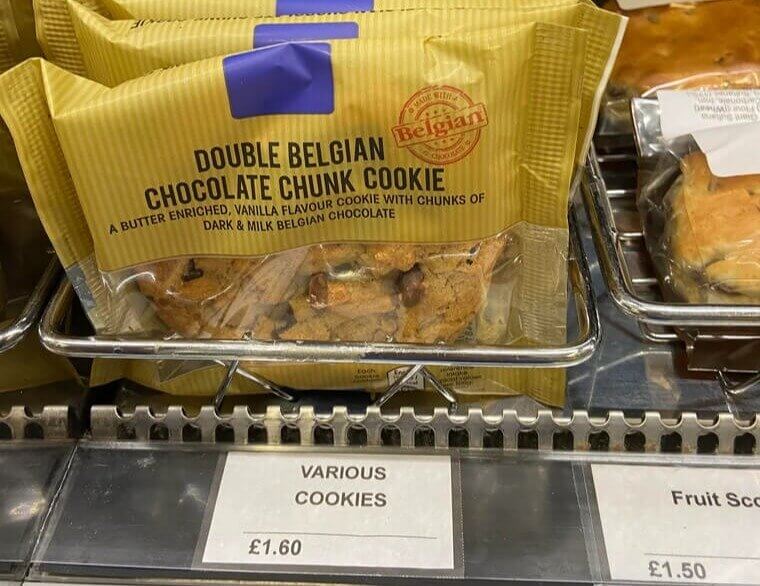 MADE WITH
Belgian
CHOCOLATE
DOUBLE BELGIAN
CHOCOLATE CHUNK COOKIE
A BUTTER ENRICHED, VANILLA FLAVOUR COOKIE WITH CHUNKS OF
DARK & MILK BELGIAN CHOCOLATE
Each
VARIOUS
COOKIES
£1.60
Fruit Sco
£1.50